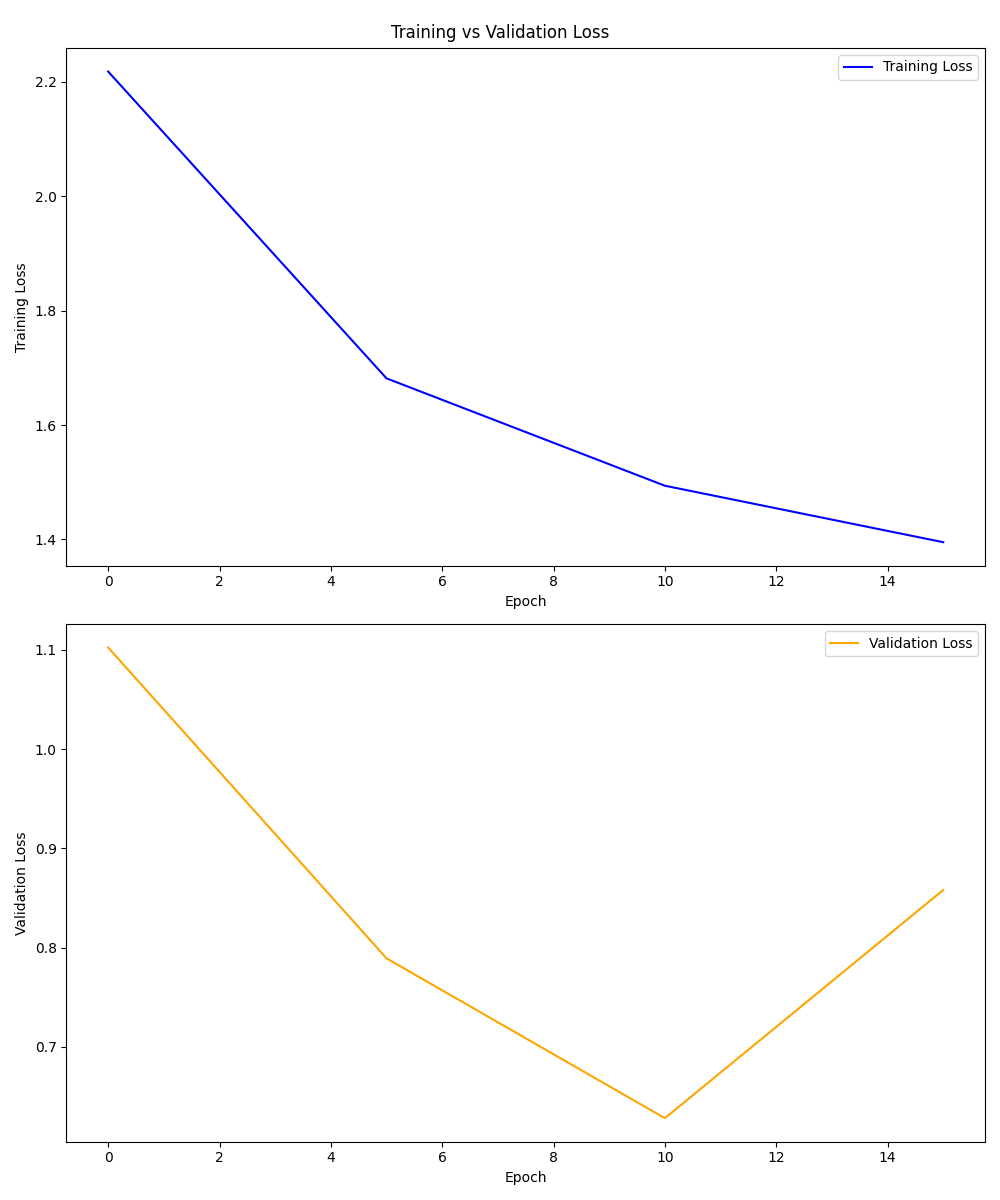 Training vs Validation Loss
Training Loss
2.2
2.0
1.8
1.6
1.4
Training Loss
0 2 4 6 8 10 12 14
Epoch
Validation Loss
1.1
1.0
0.9
0.8
0.7
Validation Loss
0 2 4 6 8 10 12 14
Epoch